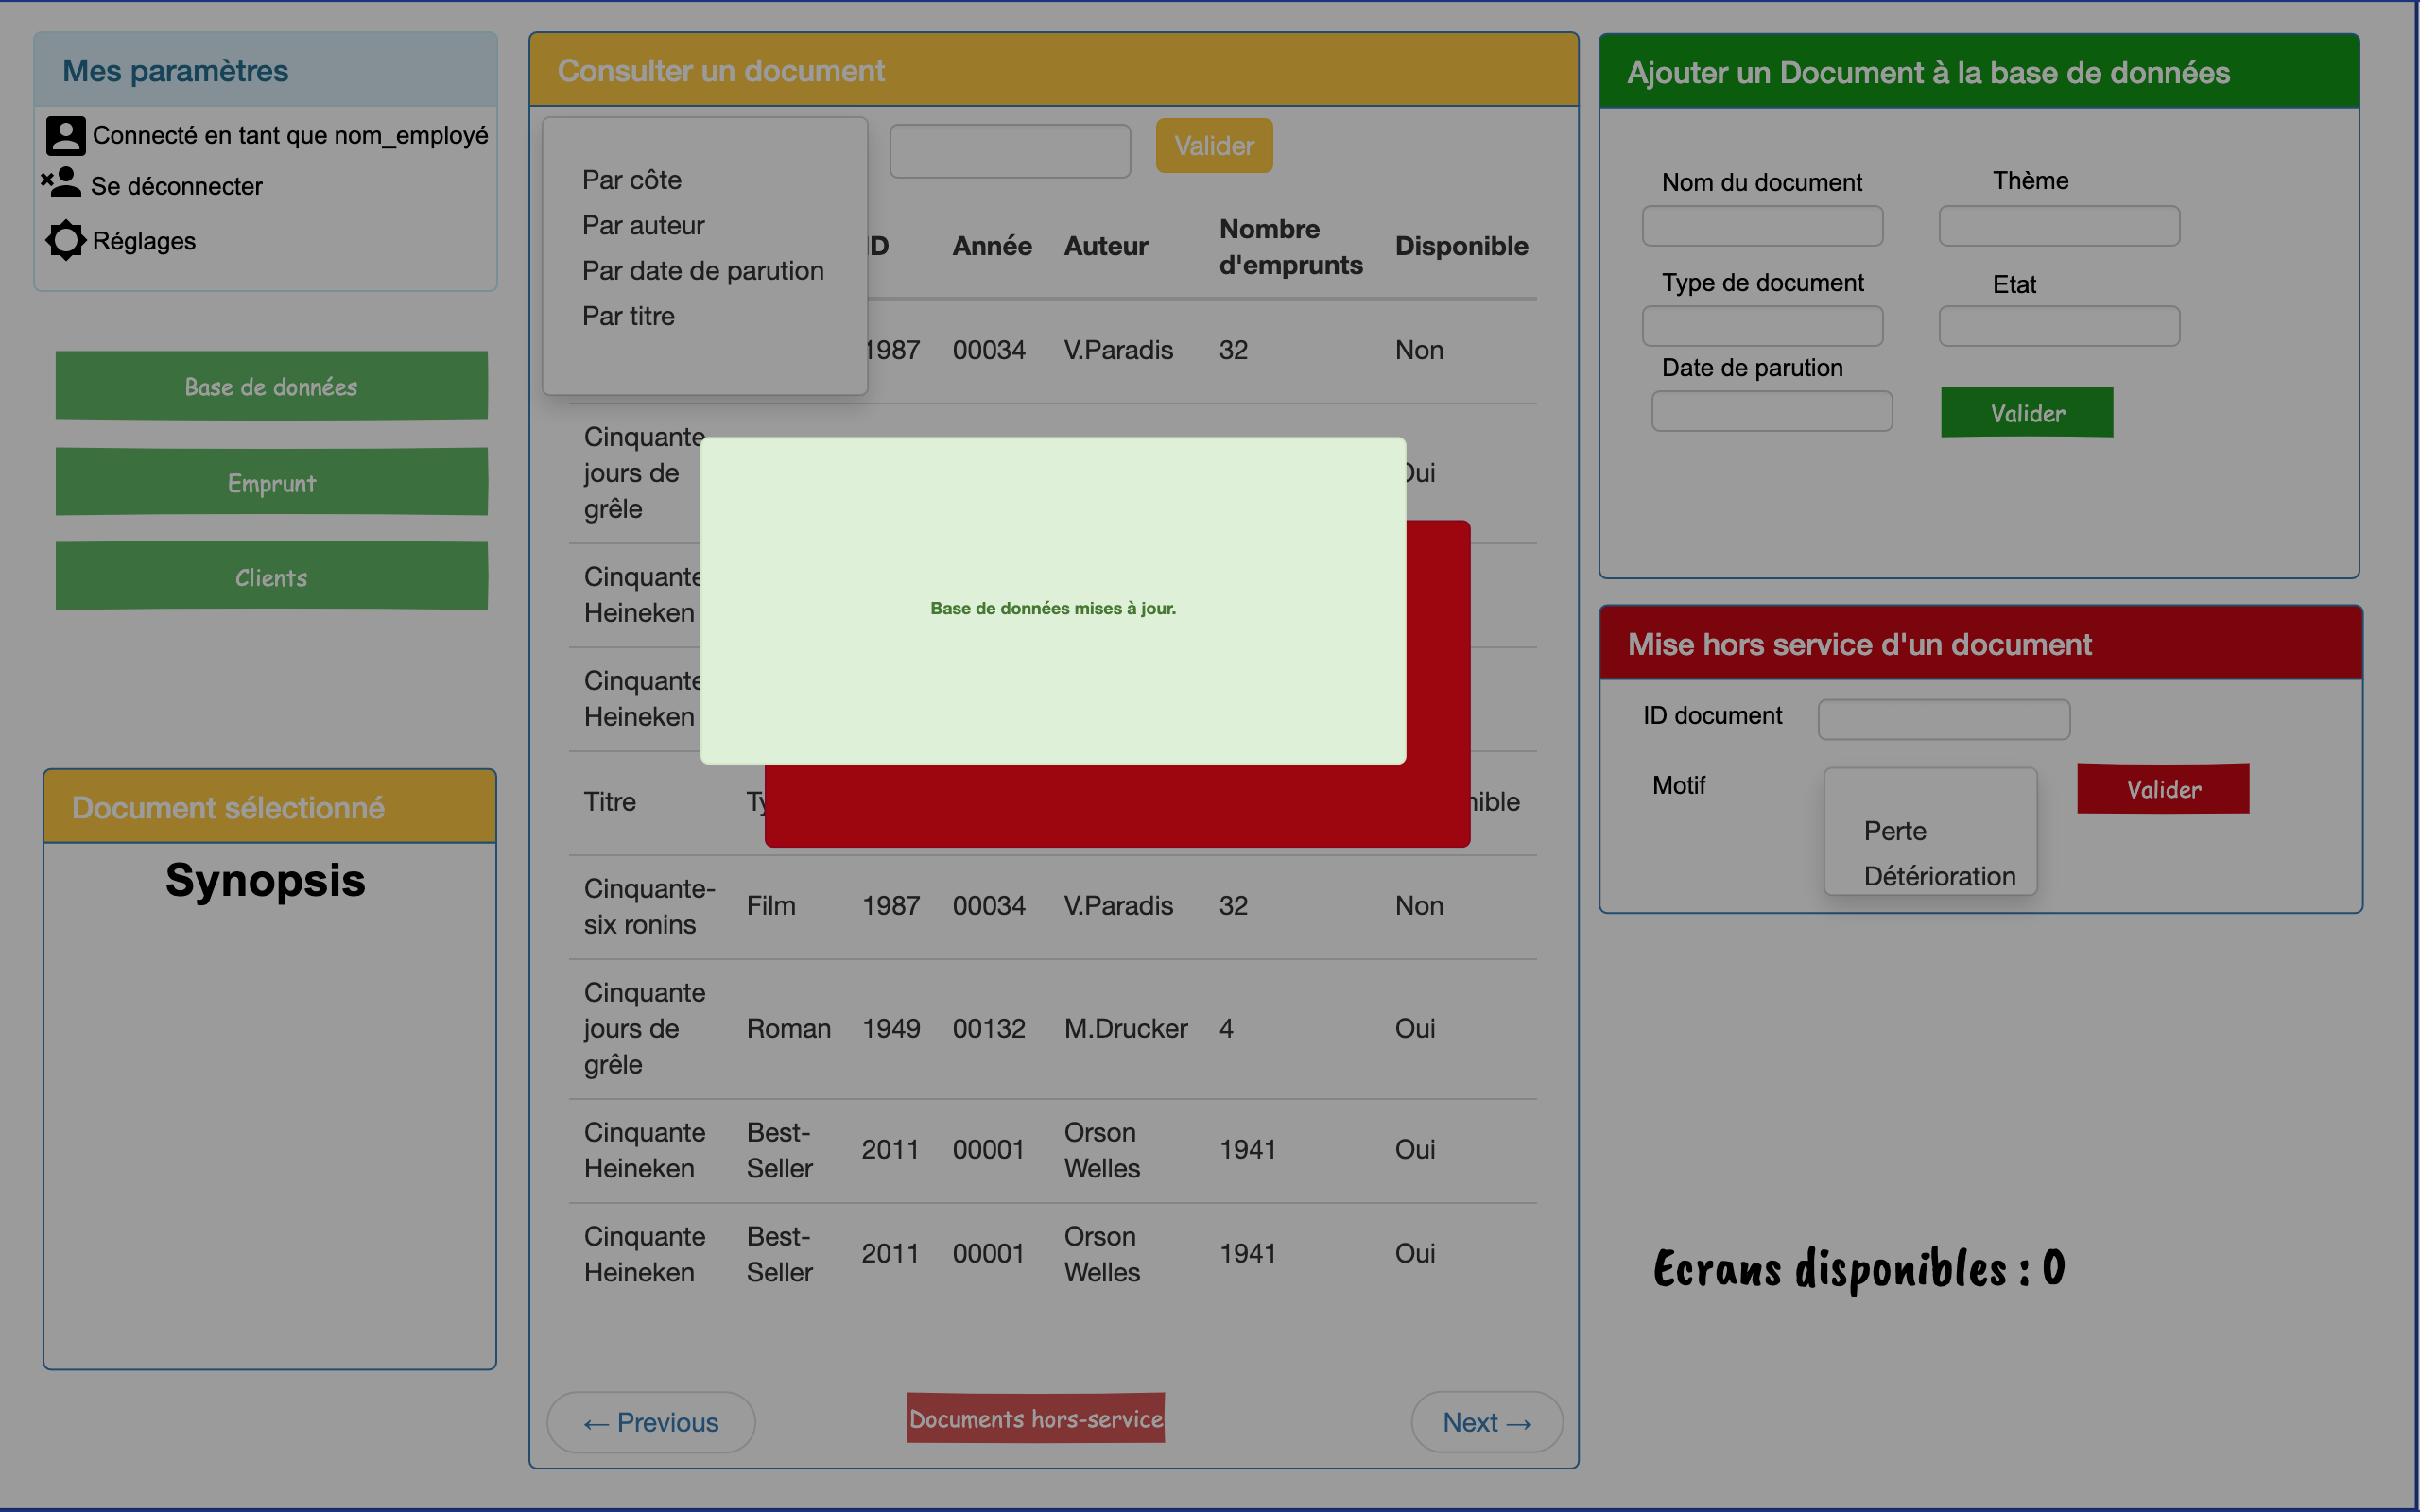 Mes paramètres
Connecté en tant que nom_employé
Se déconnecter
Réglages
Base de données
Emprunt
Clients
Document sélectionné
Synopsis
Consulter un document
Par côte
Par auteur
Par date de parution
Par titre
Valider
ID Année Auteur Nombre d'emprunts Disponible
1987 00034 V.Paradis 32 Non
Cinquante
jours de
grêle
Oui
Cinquante
Heineken
Cinquante
Heineken
Base de données mises à jour.
Titre
Cinquante-
six ronins
Film 1987 00034 V.Paradis 32 Non
Cinquante
jours de
grêle
Roman 1949 00132 M.Drucker 4 Oui
Cinquante
Heineken
Best-
Seller
2011 00001
Orson
Welles
1941 Oui
Cinquante
Heineken
Best-
Seller
2011 00001
Orson
Welles
1941 Oui
← Previous
Documents hors-service
Next →
Ajouter un Document à la base de données
Nom du document
Thème
Type de document
Etat
Date de parution
Valider
Mise hors service d'un document
ID document
Motif
Perte
Détérioration
Valider
Ecrans disponibles : 0